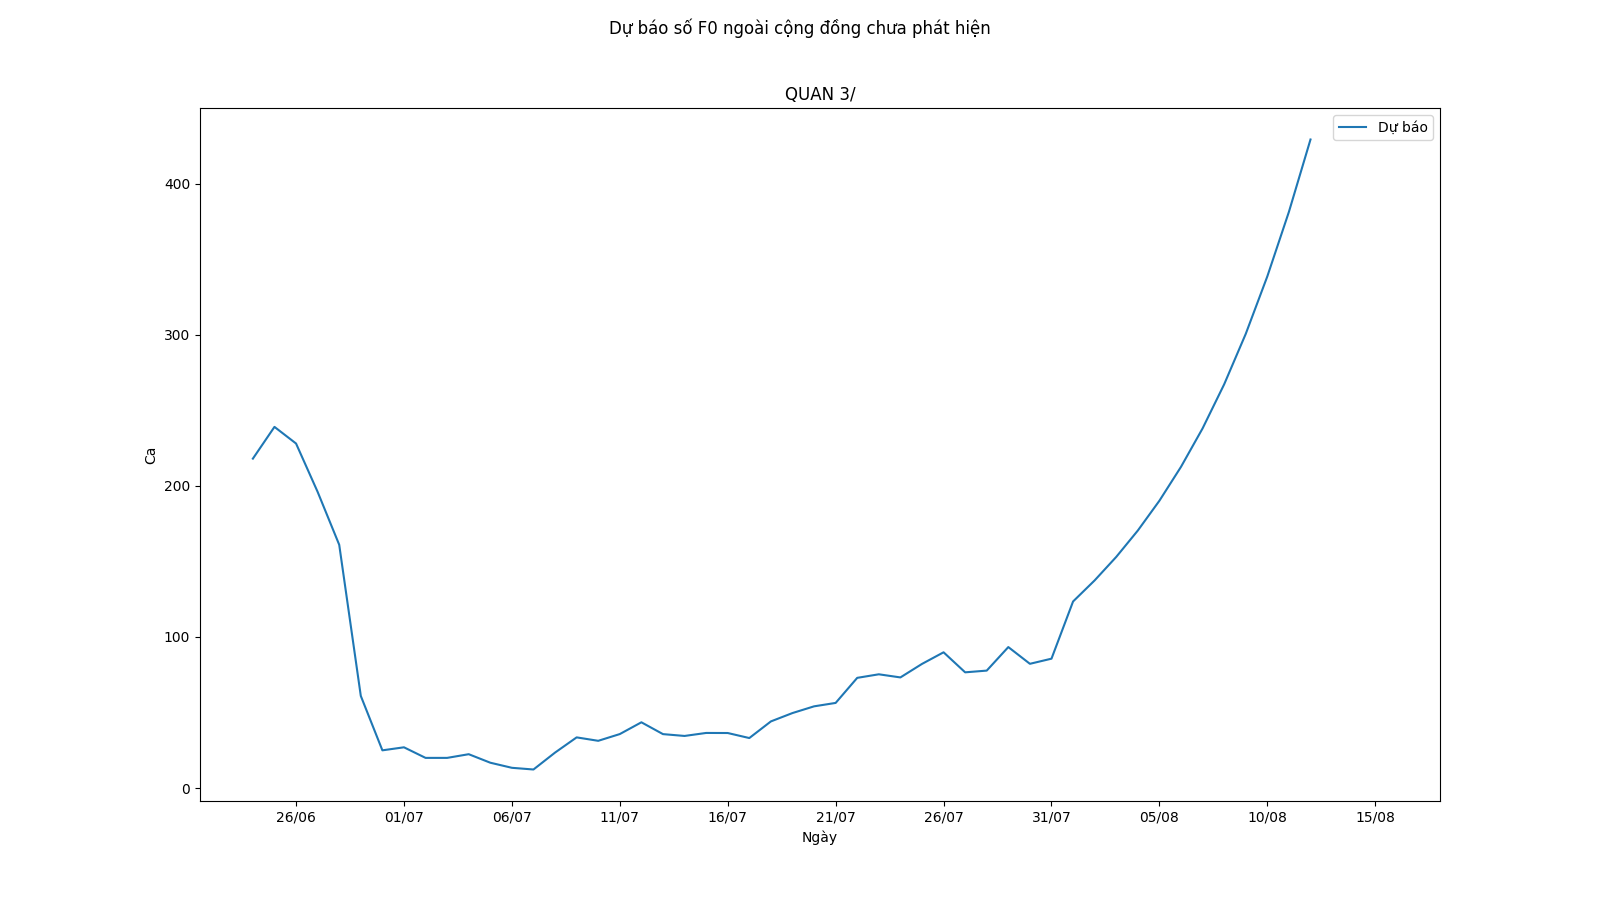 Dự báo số F0 ngoài cộng đồng chưa phát hiện
QUAN 3/
Dự báo
400
300
200
100
0
Ca
26/06 01/07 06/07 11/07 16/07 21/07 26/07 31/07 05/08 10/08 15/08
Ngày